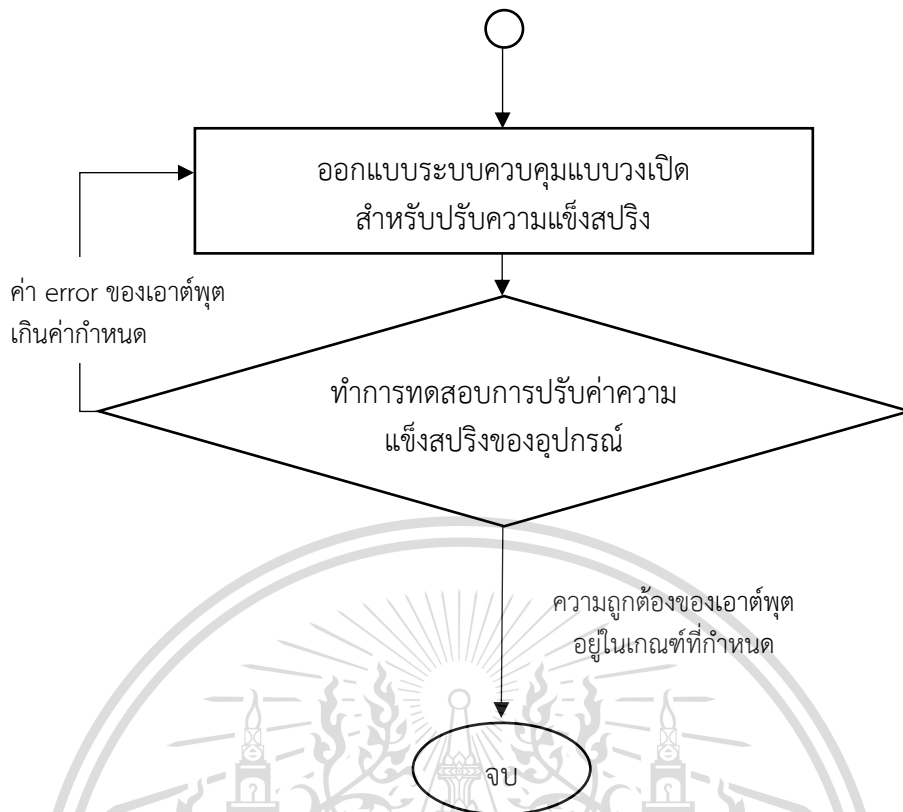 ออกแบบระบบควบคุมแบบวงเปิด
สำหรับปรับความแข็งสปริง
ค่า error ของเอาต์พุต
เกินค่ากำหนด
ทำการทดสอบการปรับค่าความ
แข็งสปริงของอุปกรณ์
ความถูกต้องของเอาต์พุต
อยู่ในเกณฑ์ที่กำหนด
จบ